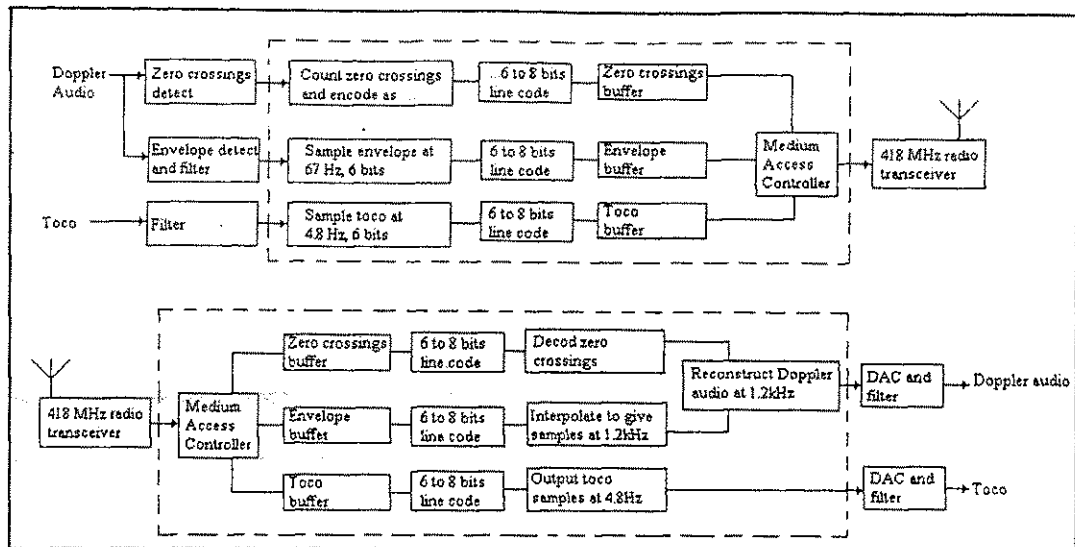 Doppler
Audio
Zero crossings
detect
Count zero crossings
and encode as
6 to 8 bits
line code
Zero crossings
buffer
Envelope detect
and filter
Sample envelope at
67 Hz, 6 bits
6 to 8 bits
line code
Envelope
buffer
Medium
Access
Controller
418 MHz radio
transceiver
Toco
Filter
Sample toco at
4.8 Hz, 6 bits
6 to 8 bits
line code
Toco
buffer
Zero crossings
buffer
6 to 8 bits
line code
Decod zero
crossings
Reconstruct Doppler
audio at 1.2kHz
DAC and
filter
Doppler audio
418 MHz radio
transceiver
Medium
Access
Controller
Envelope
buffer
6 to 8 bits
line code
Interpolate to give
samples at 1.2kHz
Toco
buffer
6 to 8 bits
line code
Output toco
samples at 4.8Hz
DAC and
filter
Toco